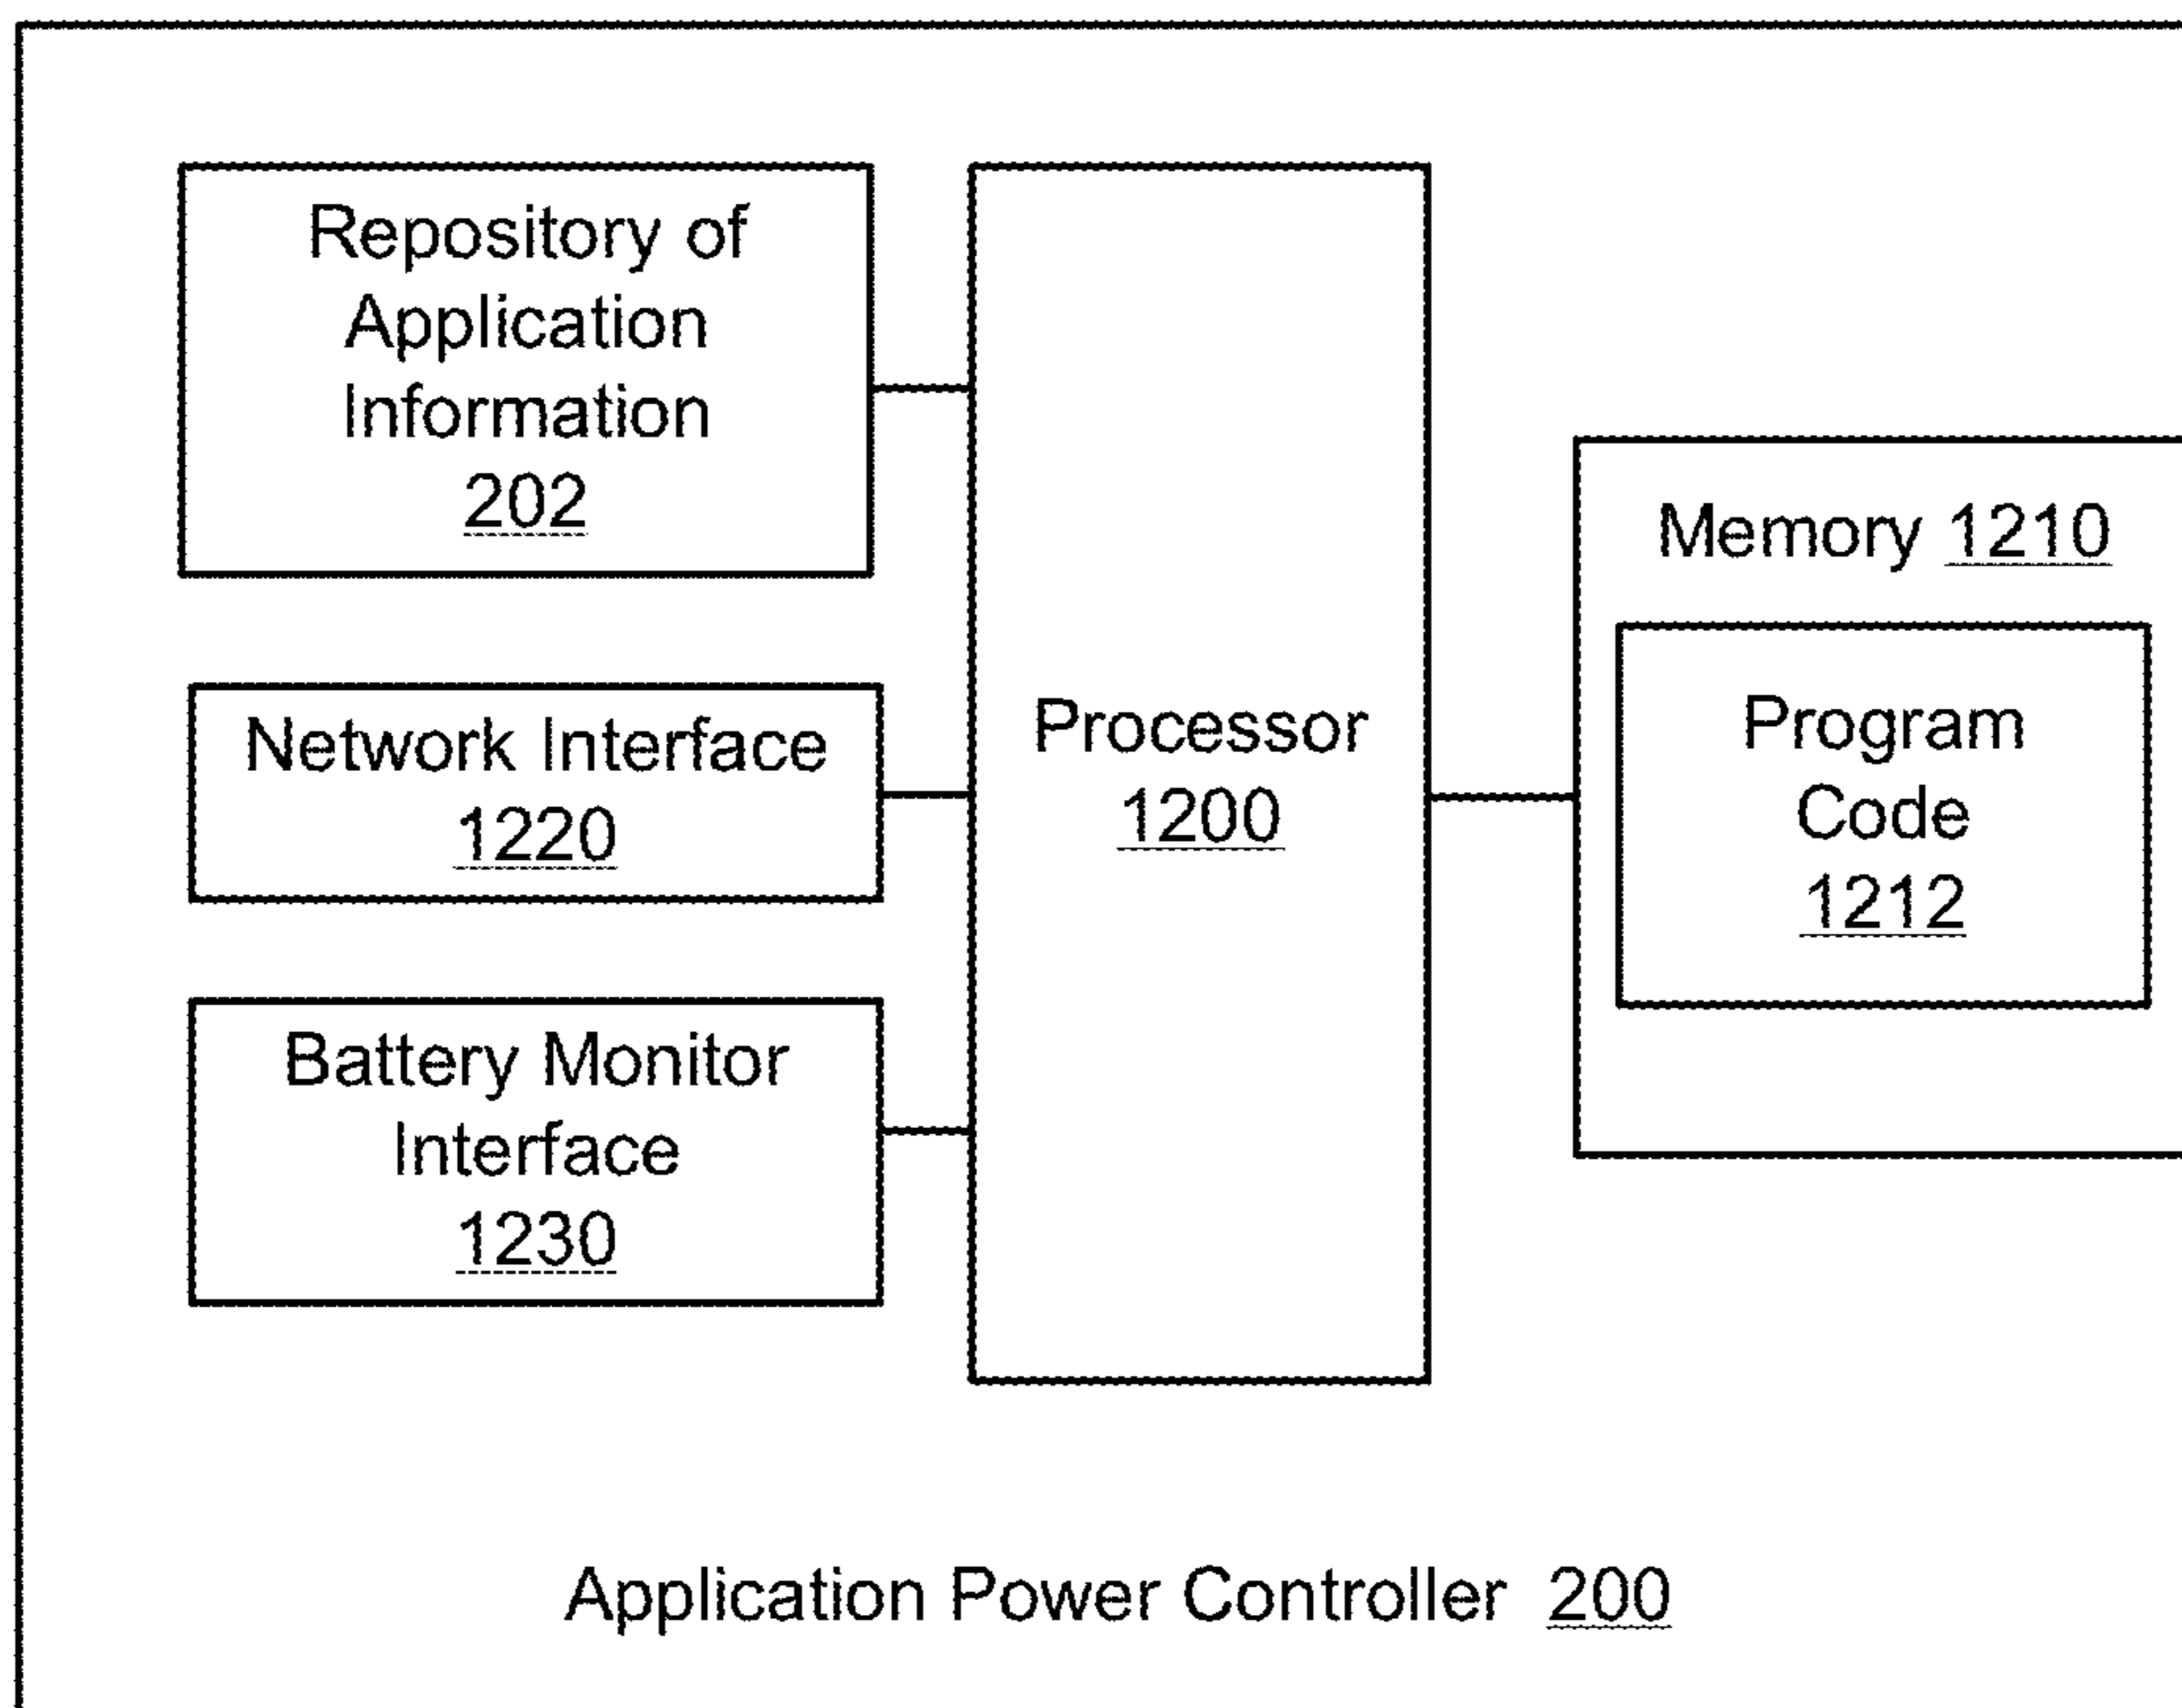 Repository of
Application
Information
202
Network Interface
1220
Battery Monitor
Interface
1230
Processor
1200
Memory 1210
Program
Code
1212
Application Power Controller 200